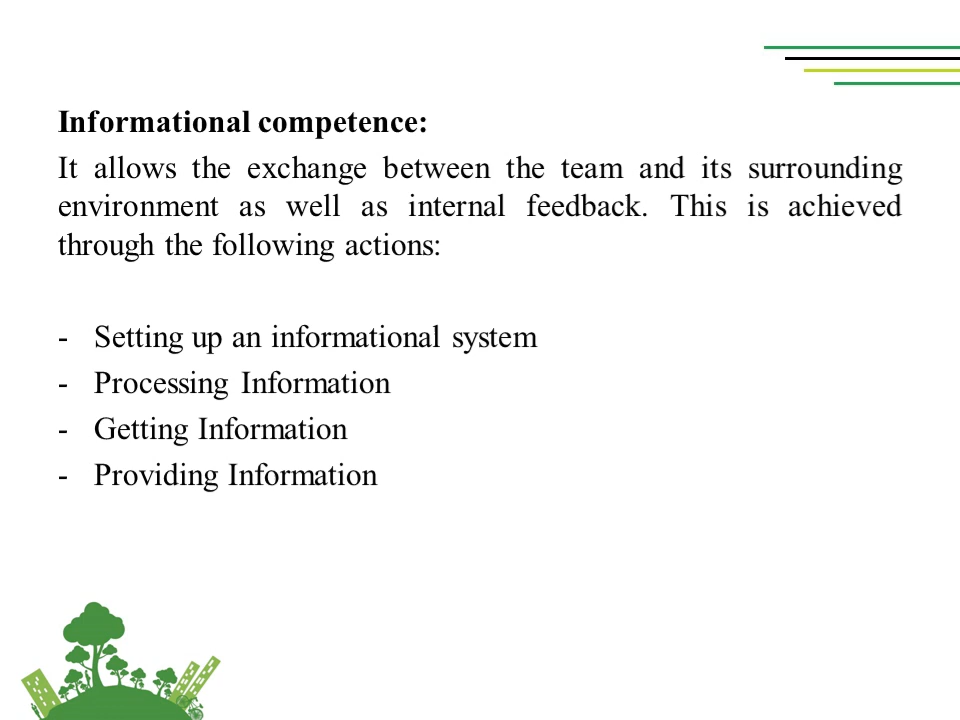 Informational competence:
It allows the exchange between the team and its surrounding
environment as well as internal feedback. This is achieved
through the following actions:
- Setting up an informational system
- Processing Information
- Getting Information
- Providing Information